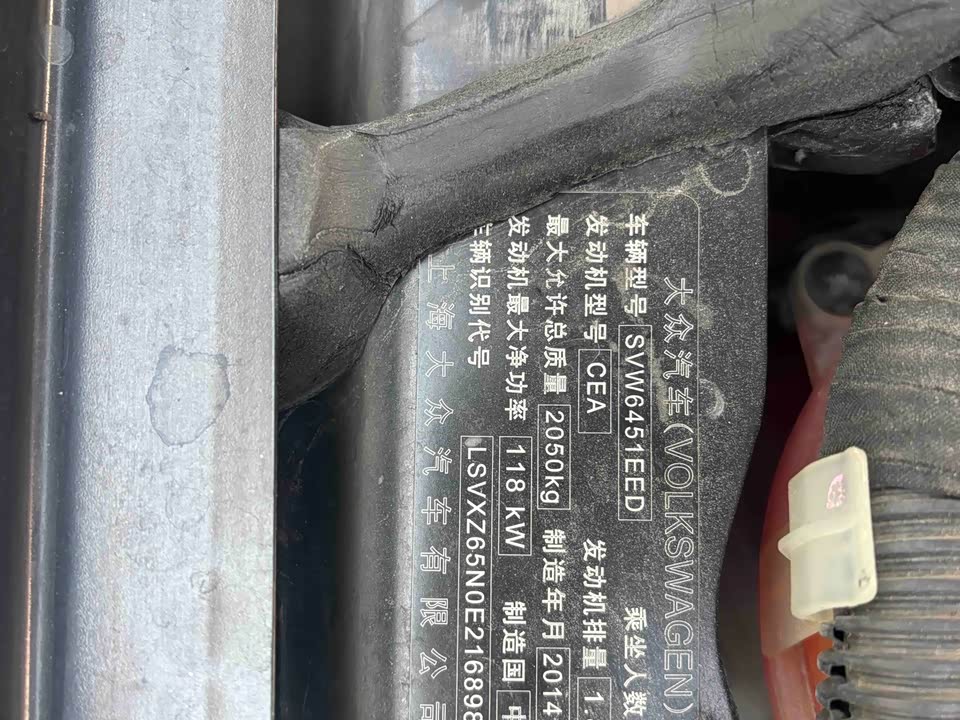 大众汽车(VOLKSWAGEN)
车辆型号 SVW6451EED 乘坐人数
发动机型号 CEA 发动机排量 1.
最大允许总质量 2050kg 制造年月 2014
发动机最大净功率 118 kW 制造国 中
车辆识别代号 LSVXZ65N0E216898
上海大众汽车有限公司